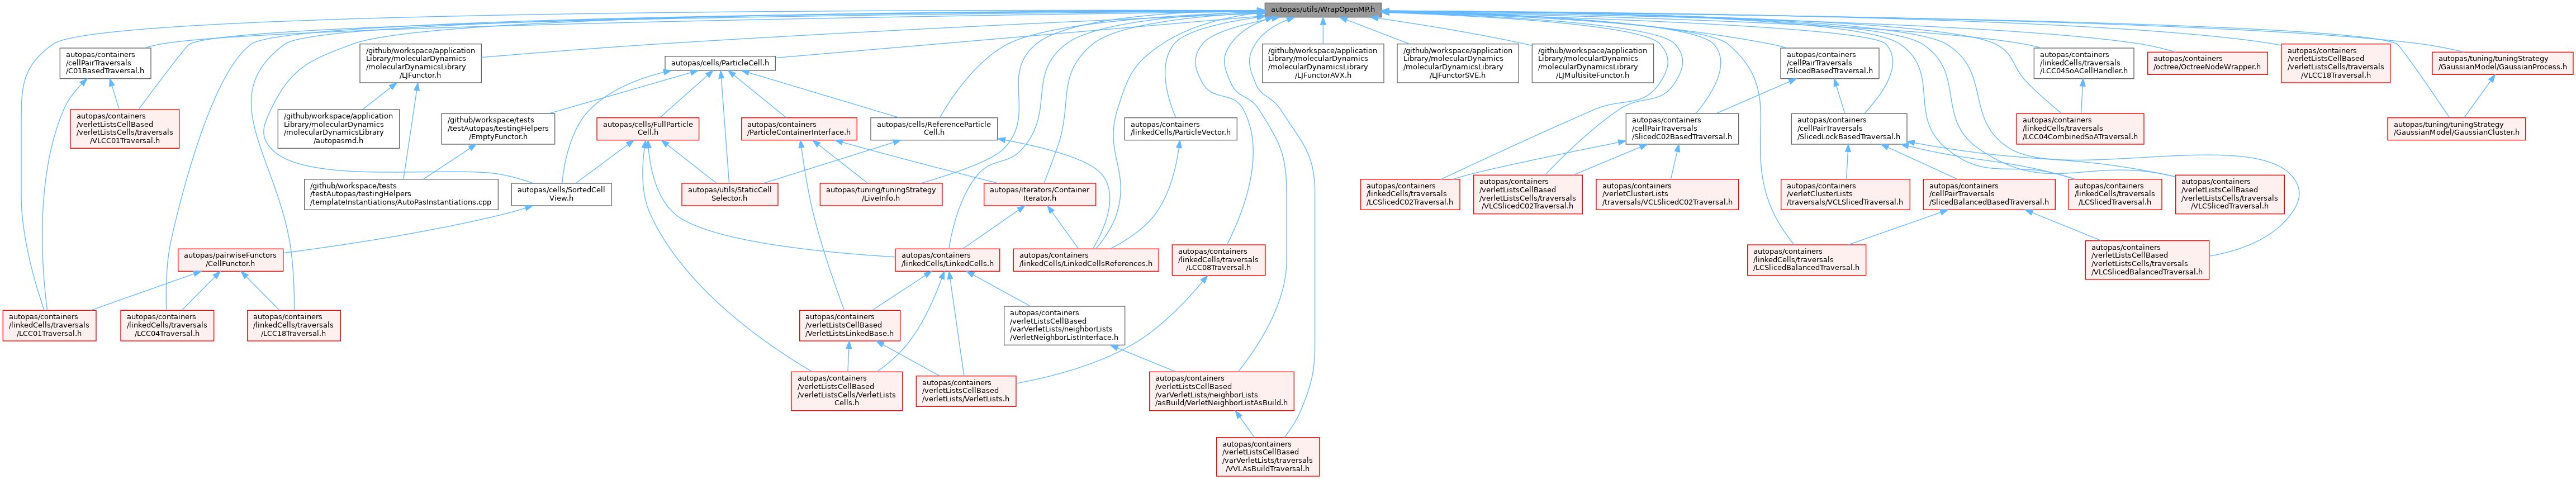 autopas/utils/WrapOpenMP.h
autopas/containers
/cellPairTraversals
/C01BasedTraversal.h
/github/workspace/application
Library/molecularDynamics
/molecularDynamicsLibrary
/LJFunctor.h
autopas/cells/ParticleCell.h
/github/workspace/application
Library/molecularDynamics
/molecularDynamicsLibrary
/LJFunctorAVX.h
/github/workspace/application
Library/molecularDynamics
/molecularDynamicsLibrary
/LJFunctorSVE.h
/github/workspace/application
Library/molecularDynamics
/molecularDynamicsLibrary
/LJMultisiteFunctor.h
autopas/containers
/cellPairTraversals
/SlicedBasedTraversal.h
autopas/containers
/linkedCells/traversals
/LCC04SoACellHandler.h
autopas/containers
/octree/OctreeNodeWrapper.h
autopas/containers
/verletListsCellBased
/verletListsCells/traversals
/VLCC18Traversal.h
autopas/tuning/tuningStrategy
/GaussianModel/GaussianProcess.h
autopas/containers
/verletListsCellBased
/verletListsCells/traversals
/VLCC01Traversal.h
/github/workspace/application
Library/molecularDynamics
/molecularDynamicsLibrary
/autopasmd.h
/github/workspace/tests
/testAutopas/testingHelpers
/EmptyFunctor.h
autopas/cells/FullParticle
Cell.h
autopas/containers
/ParticleContainerInterface.h
autopas/cells/ReferenceParticle
Cell.h
autopas/containers
/linkedCells/ParticleVector.h
autopas/containers
/cellPairTraversals
/SlicedC02BasedTraversal.h
autopas/containers
/cellPairTraversals
/SlicedLockBasedTraversal.h
autopas/containers
/linkedCells/traversals
/LCC04CombinedSoATraversal.h
autopas/tuning/tuningStrategy
/GaussianModel/GaussianCluster.h
/github/workspace/tests
/testAutopas/testingHelpers
/templateInstantiations/AutoPasInstantiations.cpp
autopas/cells/SortedCell
View.h
autopas/utils/StaticCell
Selector.h
autopas/tuning/tuningStrategy
/LiveInfo.h
autopas/iterators/Container
Iterator.h
autopas/containers
/linkedCells/traversals
/LCSlicedC02Traversal.h
autopas/containers
/verletListsCellBased
/verletListsCells/traversals
/VLCSlicedC02Traversal.h
autopas/containers
/verletClusterLists
/traversals/VCLSlicedC02Traversal.h
autopas/containers
/verletClusterLists
/traversals/VCLSlicedTraversal.h
autopas/containers
/cellPairTraversals
/SlicedBalancedBasedTraversal.h
autopas/containers
/linkedCells/traversals
/LCSlicedTraversal.h
autopas/containers
/verletListsCellBased
/verletListsCells/traversals
/VLCSlicedTraversal.h
autopas/pairwiseFunctors
/CellFunctor.h
autopas/containers
/linkedCells/LinkedCells.h
autopas/containers
/linkedCells/LinkedCellsReferences.h
autopas/containers
/linkedCells/traversals
/LCC08Traversal.h
autopas/containers
/linkedCells/traversals
/LCSlicedBalancedTraversal.h
autopas/containers
/verletListsCellBased
/verletListsCells/traversals
/VLCSlicedBalancedTraversal.h
autopas/containers
/linkedCells/traversals
/LCC01Traversal.h
autopas/containers
/linkedCells/traversals
/LCC04Traversal.h
autopas/containers
/linkedCells/traversals
/LCC18Traversal.h
autopas/containers
/verletListsCellBased
/VerletListsLinkedBase.h
autopas/containers
/verletListsCellBased
/varVerletLists/neighborLists
/VerletNeighborListInterface.h
autopas/containers
/verletListsCellBased
/verletListsCells/VerletLists
Cells.h
autopas/containers
/verletListsCellBased
/verletLists/VerletLists.h
autopas/containers
/verletListsCellBased
/varVerletLists/neighborLists
/asBuild/VerletNeighborListAsBuild.h
autopas/containers
/verletListsCellBased
/varVerletLists/traversals
/VVLAsBuildTraversal.h